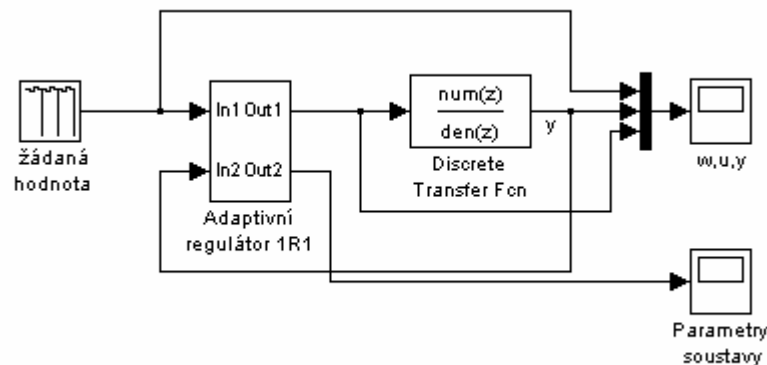 žádaná
hodnota
In1 Out1
In2 Out2
Adaptivní
regulátor 1R1
num(z)
den(z)
Discrete
Transfer Fcn
y
w,u,y
Parametry
soustavy